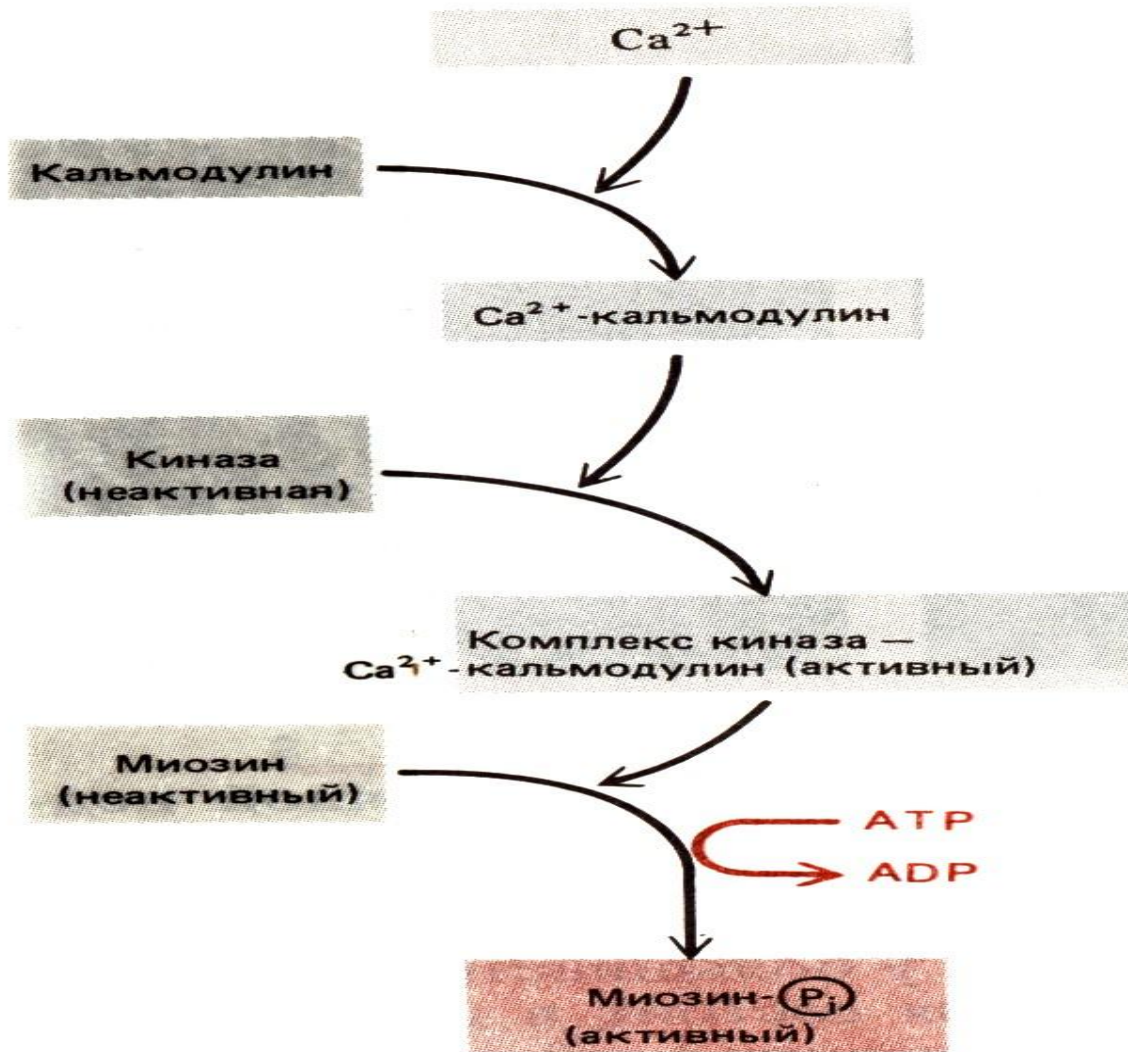 Ca²⁺
Кальмодулин
Ca²⁺-кальмодулин
Киназа
(неактивная)
Комплекс киназа —
Ca²⁺-кальмодулин (активный)
Миозин
(неактивный)
ATP
ADP
Миозин-Pi
(активный)